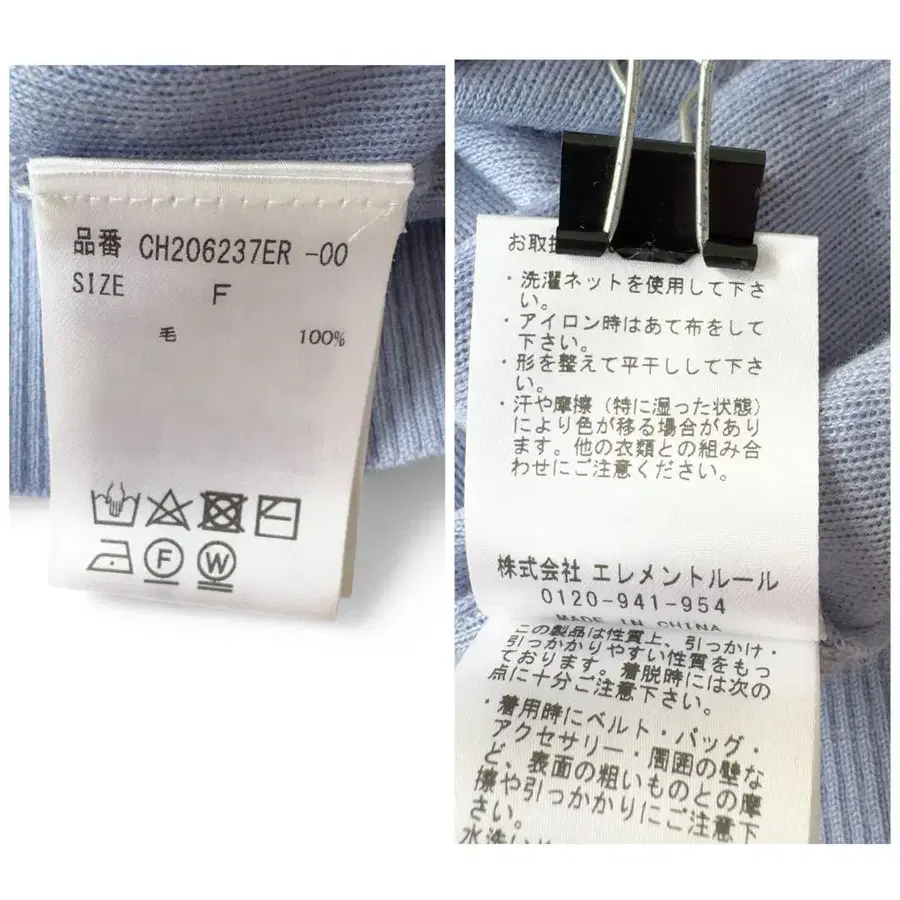 品番 CH206237ER -00
SIZE F
毛 100%
F W
お取扱
・洗濯ネットを使用して下さ
い。
・アイロン時はあて布をして
下さい。
・形を整えて平干しして下さ
い。
・汗や摩擦（特に湿った状態）
により色が移る場合があり
ます。他の衣類との組み合
わせにご注意ください。
株式会社 エレメントルール
0120-941-954
MADE IN CHINA
この製品は性質上、引っかけ・
引っかかりやすい性質をもっ
ております。着脱時には次の
点に十分ご注意下さい。
・着用時にベルト・バッグ・
アクセサリー・周囲の壁な
ど、表面の粗いものとの摩
擦や引っかかりにご注意下
さい。
水洗い